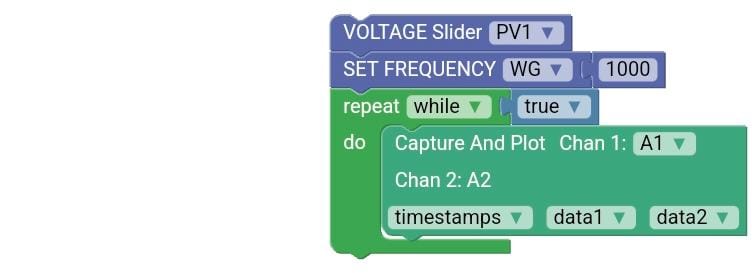 VOLTAGE Slider PV1 ▼
SET FREQUENCY WG ▼ 1000
repeat while ▼ true ▼
do Capture And Plot Chan 1: A1 ▼
Chan 2: A2
timestamps ▼ data1 ▼ data2 ▼